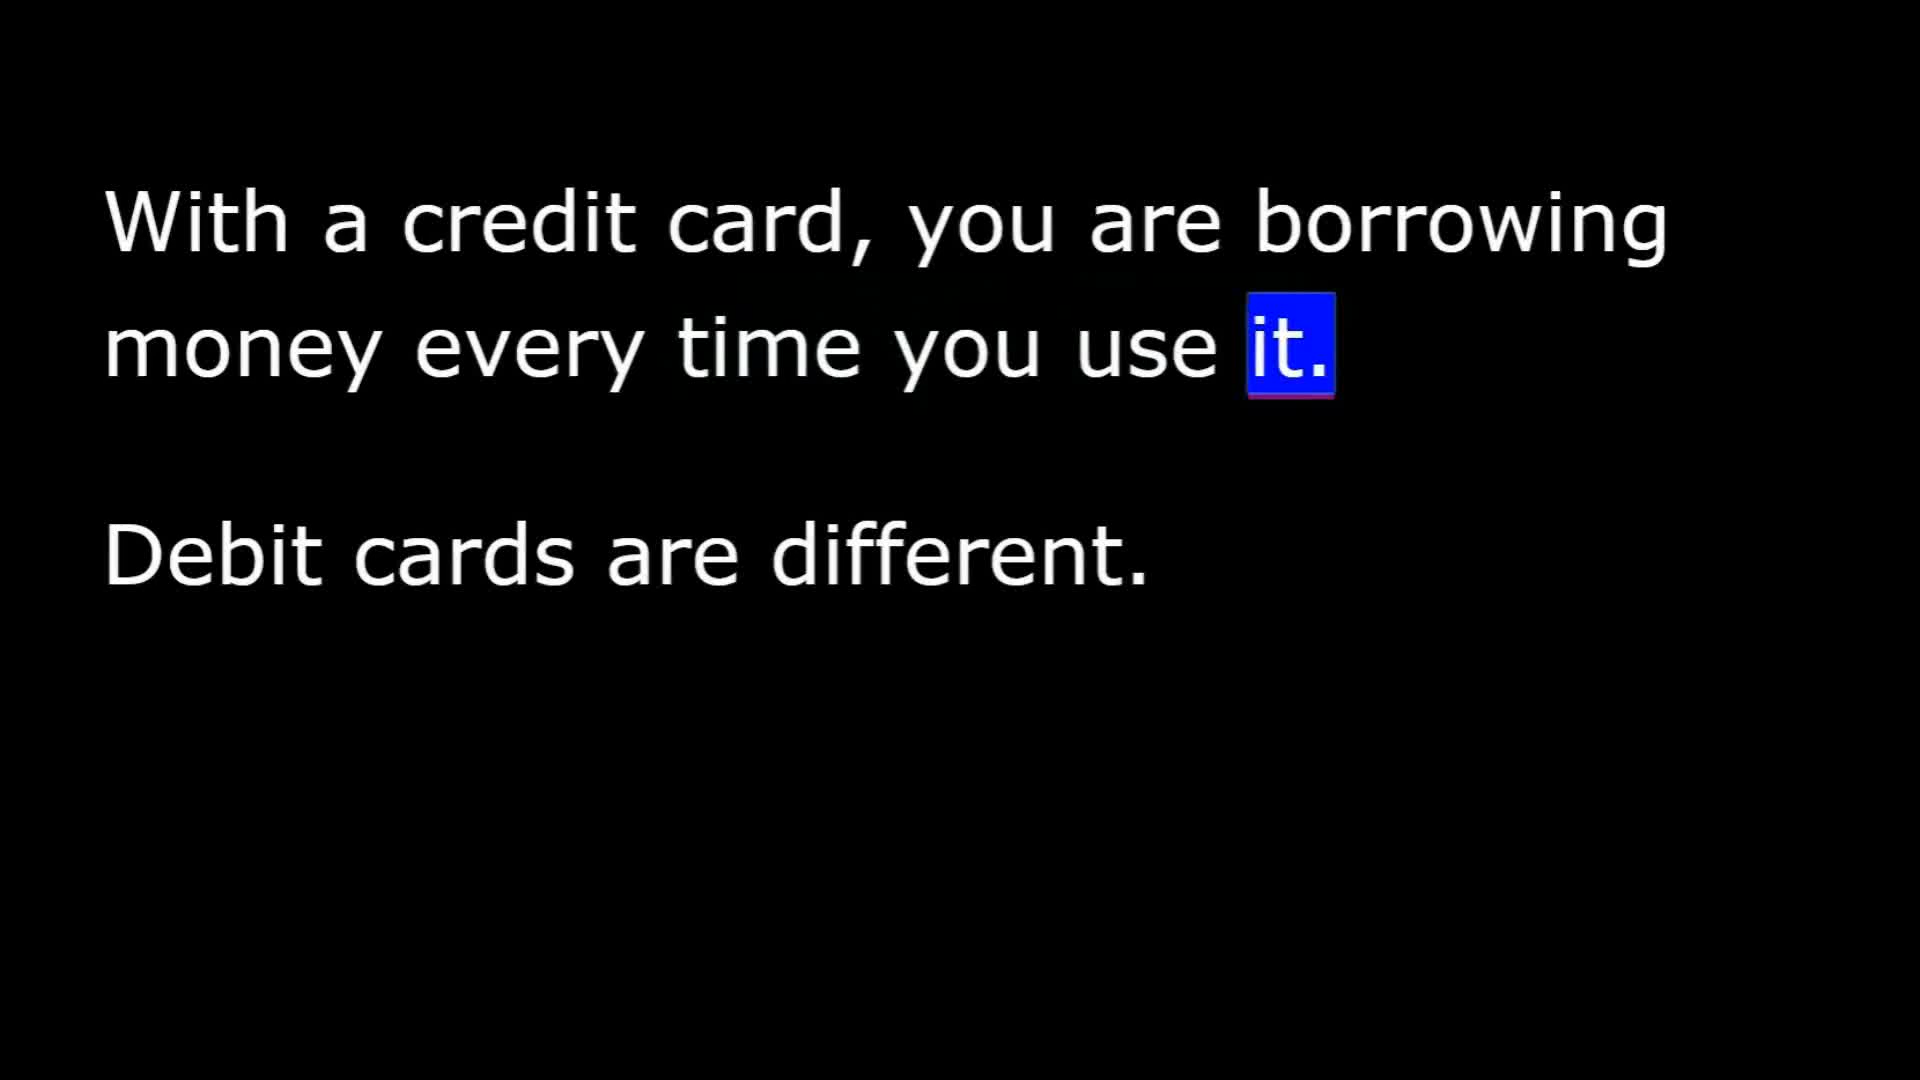 With a credit card, you are borrowing
money every time you use it.
Debit cards are different.